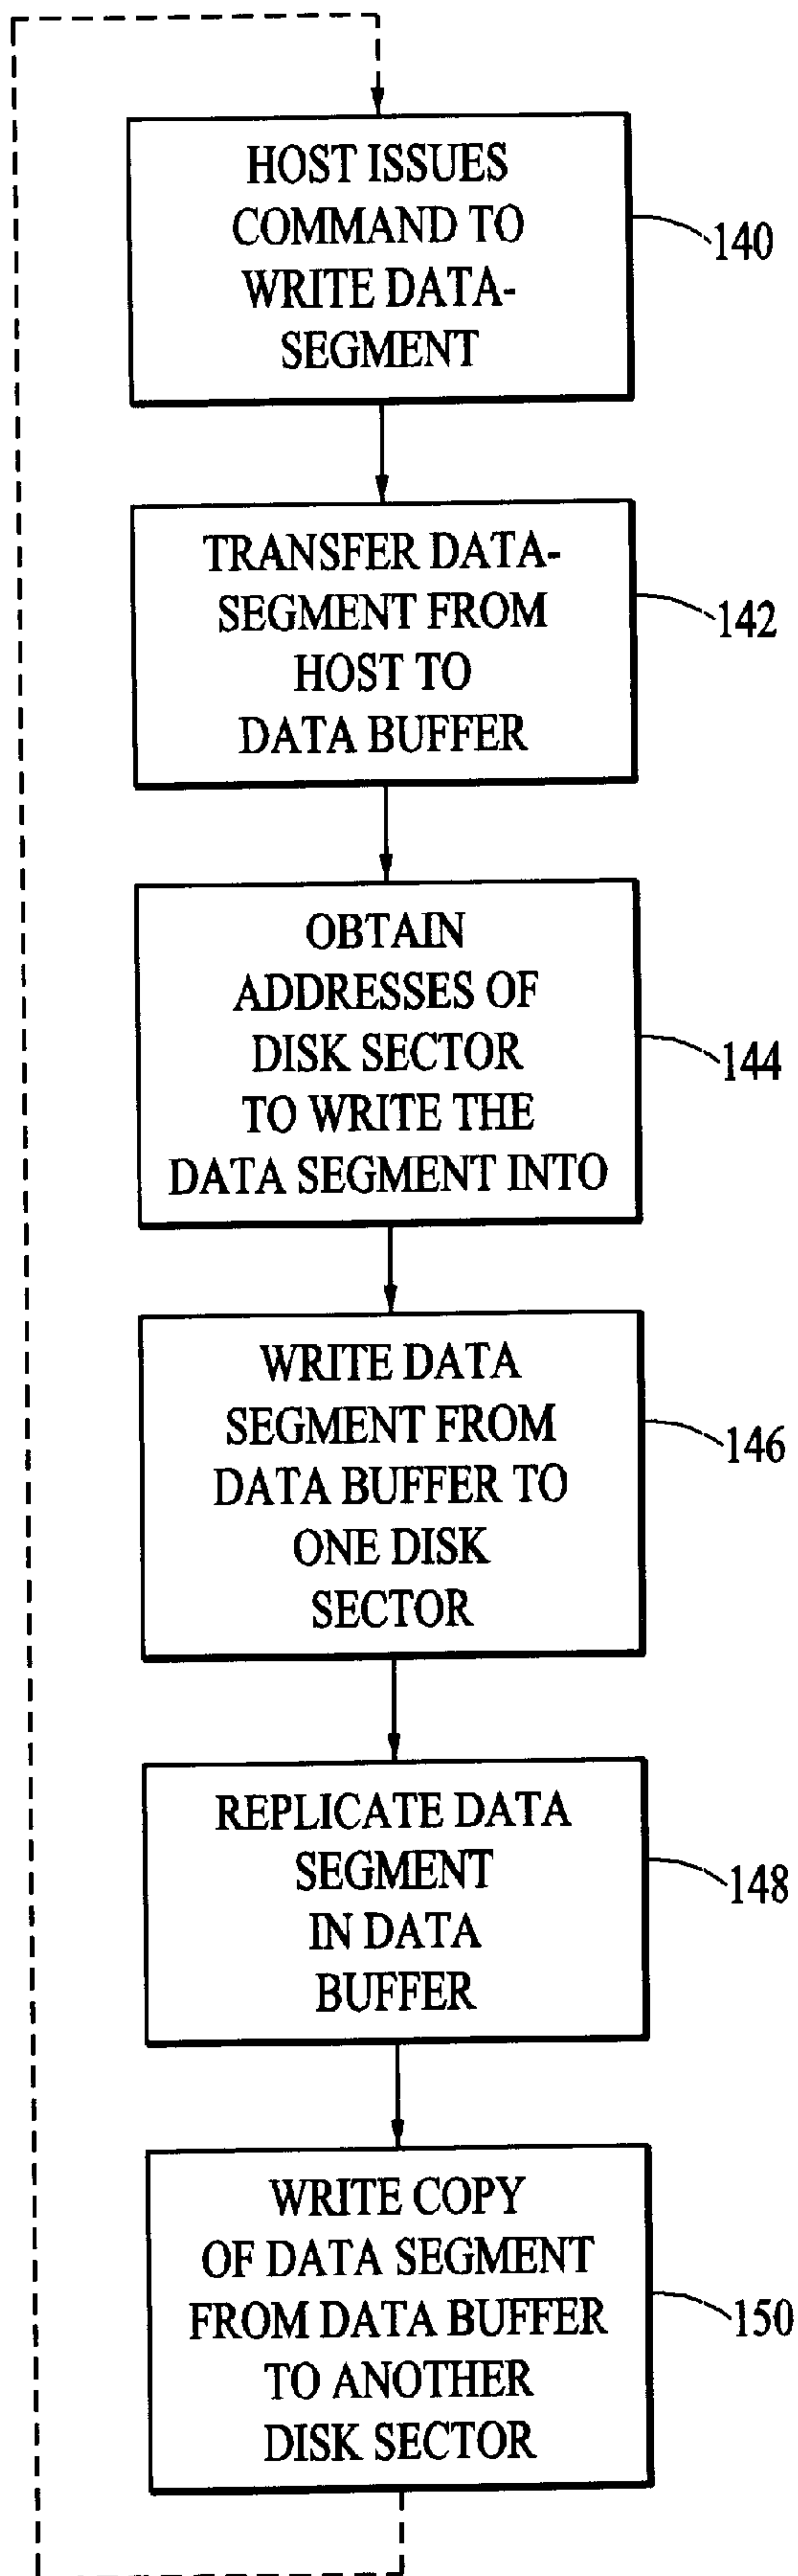 HOST ISSUES
COMMAND TO
WRITE DATA-
SEGMENT
140
TRANSFER DATA-
SEGMENT FROM
HOST TO
DATA BUFFER
142
OBTAIN
ADDRESSES OF
DISK SECTOR
TO WRITE THE
DATA SEGMENT INTO
144
WRITE DATA
SEGMENT FROM
DATA BUFFER TO
ONE DISK
SECTOR
146
REPLICATE DATA
SEGMENT
IN DATA
BUFFER
148
WRITE COPY
OF DATA SEGMENT
FROM DATA BUFFER
TO ANOTHER
DISK SECTOR
150